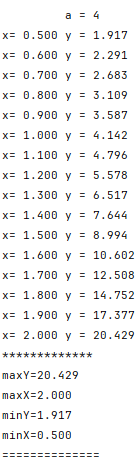 a = 4
x= 0.500 y = 1.917
x= 0.600 y = 2.291
x= 0.700 y = 2.683
x= 0.800 y = 3.109
x= 0.900 y = 3.587
x= 1.000 y = 4.142
x= 1.100 y = 4.796
x= 1.200 y = 5.578
x= 1.300 y = 6.517
x= 1.400 y = 7.644
x= 1.500 y = 8.994
x= 1.600 y = 10.602
x= 1.700 y = 12.508
x= 1.800 y = 14.752
x= 1.900 y = 17.377
x= 2.000 y = 20.429
*************
maxY=20.429
maxX=2.000
minY=1.917
minX=0.500
==============